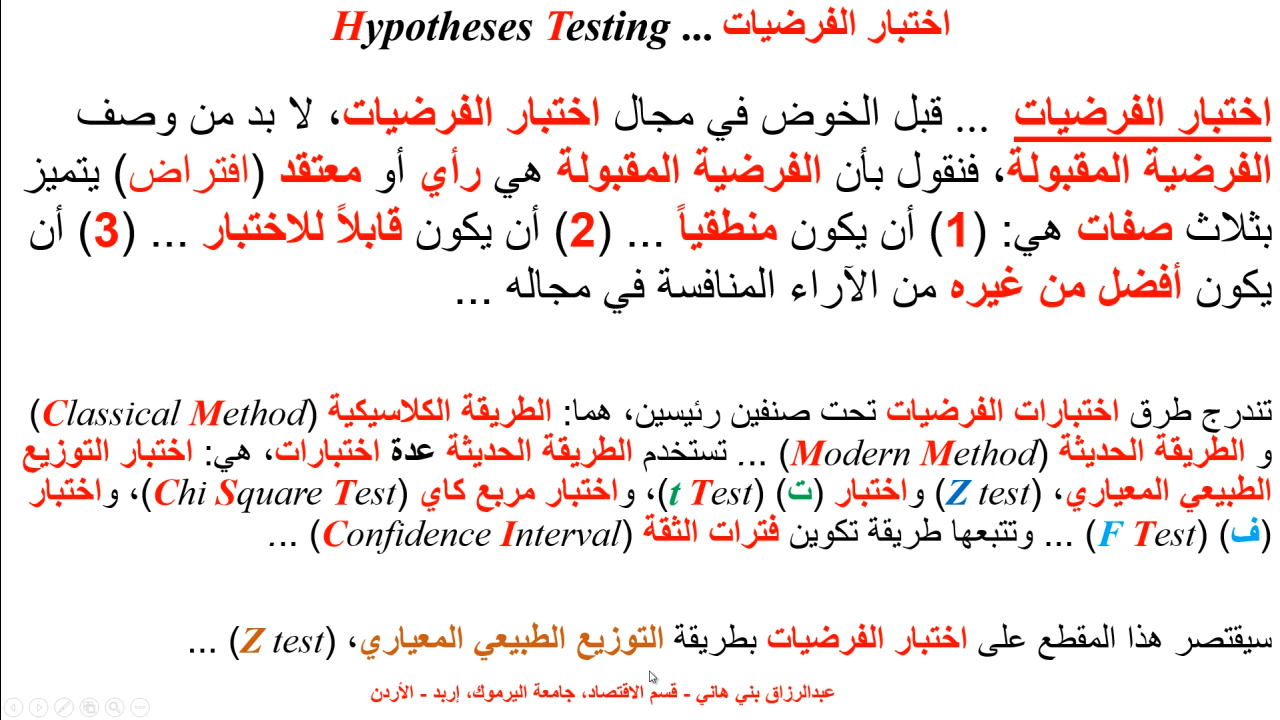 اختبار الفرضيات ... Hypotheses Testing
اختبار الفرضيات ... قبل الخوض في مجال اختبار الفرضيات، لا بد من وصف
الفرضية المقبولة، فنقول بأن الفرضية المقبولة هي رأي أو معتقد (افتراض) يتميز
بثلاث صفات هي: (1) أن يكون منطقياً ... (2) أن يكون قابلاً للاختبار ... (3) أن
يكون أفضل من غيره من الآراء المنافسة في مجاله ...
تندرج طرق اختبارات الفرضيات تحت صنفين رئيسين، هما: الطريقة الكلاسيكية (Classical Method)
و الطريقة الحديثة (Modern Method) ... تستخدم الطريقة الحديثة عدة اختبارات، هي: اختبار التوزيع
الطبيعي المعياري، (Z test) واختبار (ت) (t Test)، واختبار مربع كاي (Chi Square Test)، واختبار
(ف) (F Test) ... وتتبعها طريقة تكوين فترات الثقة (Confidence Interval) ...
سيقتصر هذا المقطع على اختبار الفرضيات بطريقة التوزيع الطبيعي المعياري، (Z test) ...
عبدالرزاق بني هاني - قسم الاقتصاد، جامعة اليرموك، إربد - الأردن